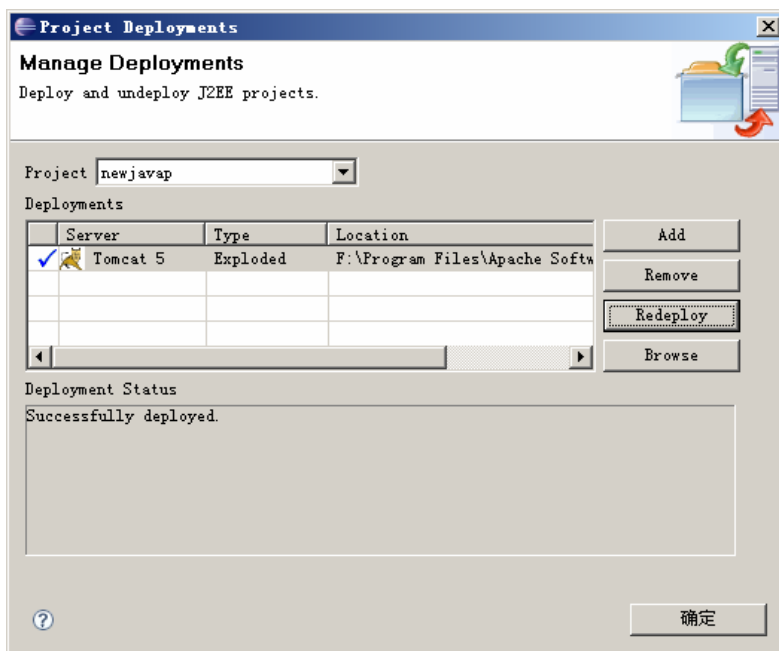 Project Deployments
Manage Deployments
Deploy and undeploy J2EE projects.
Project newjavap
Deployments
Server Type Location Add
Tomcat 5 Exploded F:\Program Files\Apache Softw
Remove
Redeploy
Browse
Deployment Status
Successfully deployed.
确定